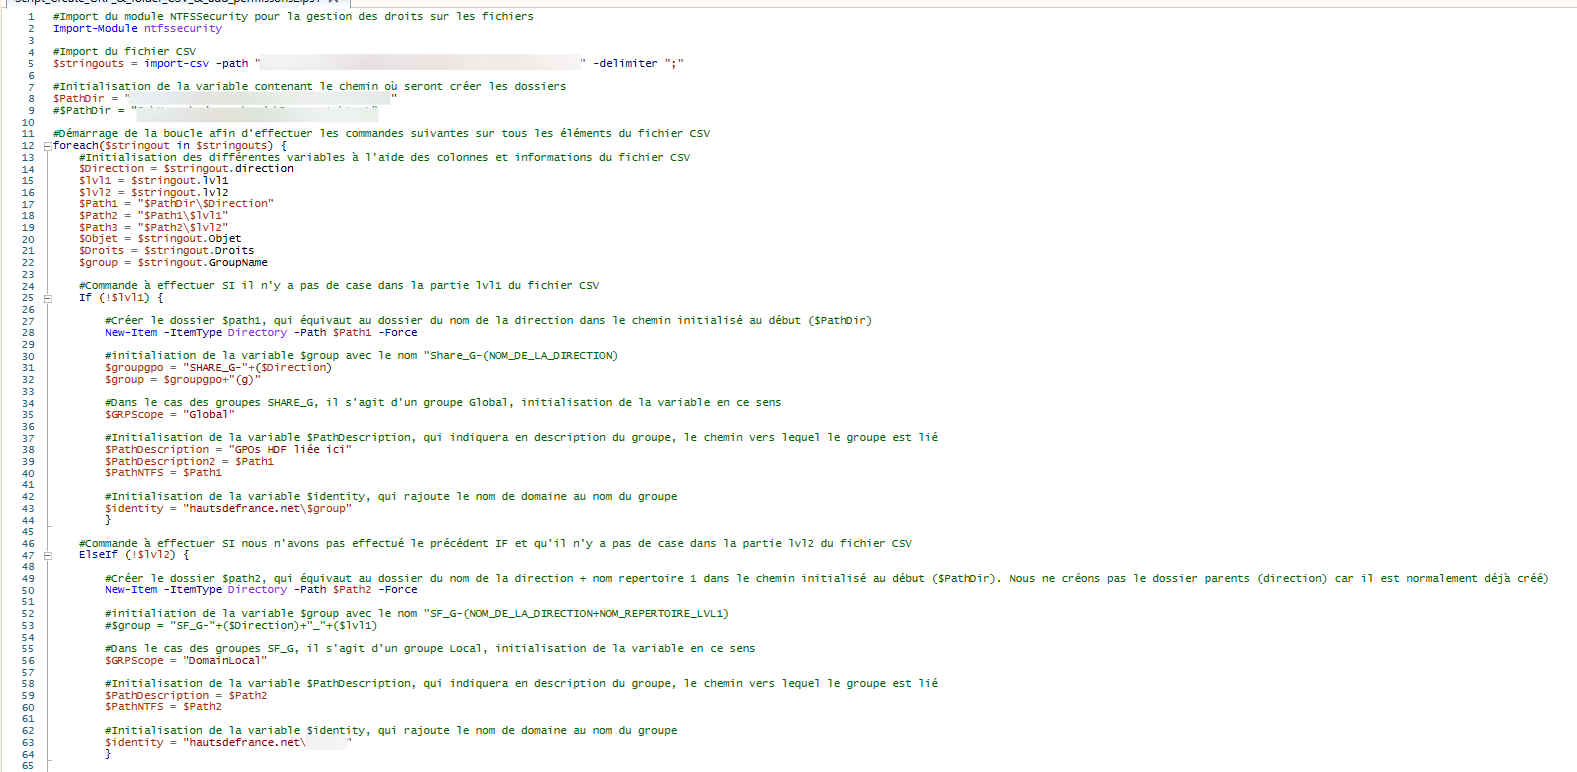 1 #Import du module NTFSSecurity pour la gestion des droits sur les fichiers
2 Import-Module ntfssecurity
3
4 #Import du fichier CSV
5 $stringouts = import-csv -path "" -delimiter ";"
6
7 #Initialisation de la variable contenant le chemin où seront créer les dossiers
8 $PathDir = ""
9 #$PathDir = "
10
11 #Démarrage de la boucle afin d'effectuer les commandes suivantes sur tous les éléments du fichier CSV
12 foreach($stringout in $stringouts) {
13 #Initialisation des différentes variables à l'aide des colonnes et informations du fichier CSV
14 $Direction = $stringout.direction
15 $lvl1 = $stringout.lvl1
16 $lvl2 = $stringout.lvl2
17 $Path1 = "$PathDir\$Direction"
18 $Path2 = "$Path1\$lvl1"
19 $Path3 = "$Path2\$lvl2"
20 $Objet = $stringout.Objet
21 $Droits = $stringout.Droits
22 $group = $stringout.GroupName
23
24 #Commande à effectuer SI il n'y a pas de case dans la partie lvl1 du fichier CSV
25 If (!$lvl1) {
26
27 #Créer le dossier $path1, qui équivaut au dossier du nom de la direction dans le chemin initialisé au début ($PathDir)
28 New-Item -ItemType Directory -Path $Path1 -Force
29
30 #initialiation de la variable $group avec le nom "Share_G-(NOM_DE_LA_DIRECTION)
31 $groupgpo = "SHARE_G-"+($Direction)
32 $group = $groupgpo+"(g)"
33
34 #Dans le cas des groupes SHARE_G, il s'agit d'un groupe Global, initialisation de la variable en ce sens
35 $GRPScope = "Global"
36
37 #Initialisation de la variable $PathDescription, qui indiquera en description du groupe, le chemin vers lequel le groupe est lié
38 $PathDescription = "GPOs HDF liée ici"
39 $PathDescription2 = $Path1
40 $PathNTFS = $Path1
41
42 #Initialisation de la variable $identity, qui rajoute le nom de domaine au nom du groupe
43 $identity = "hautsdefrance.net\$group"
44 }
45
46 #Commande à effectuer SI nous n'avons pas effectué le précédent IF et qu'il n'y a pas de case dans la partie lvl2 du fichier CSV
47 ElseIf (!$lvl2) {
48
49 #Créer le dossier $path2, qui équivaut au dossier du nom de la direction + nom repertoire 1 dans le chemin initialisé au début ($PathDir). Nous ne créons pas le dossier parents (direction) car il est normalement déjà créé)
50 New-Item -ItemType Directory -Path $Path2 -Force
51
52 #initialiation de la variable $group avec le nom "SF_G-(NOM_DE_LA_DIRECTION+NOM_REPERTOIRE_LVL1)
53 #$group = "SF_G-"+($Direction)+"_"+($lvl1)
54
55 #Dans le cas des groupes SF_G, il s'agit d'un groupe Local, initialisation de la variable en ce sens
56 $GRPScope = "DomainLocal"
57
58 #Initialisation de la variable $PathDescription, qui indiquera en description du groupe, le chemin vers lequel le groupe est lié
59 $PathDescription = $Path2
60 $PathNTFS = $Path2
61
62 #Initialisation de la variable $identity, qui rajoute le nom de domaine au nom du groupe
63 $identity = "hautsdefrance.net\"
64 }
65